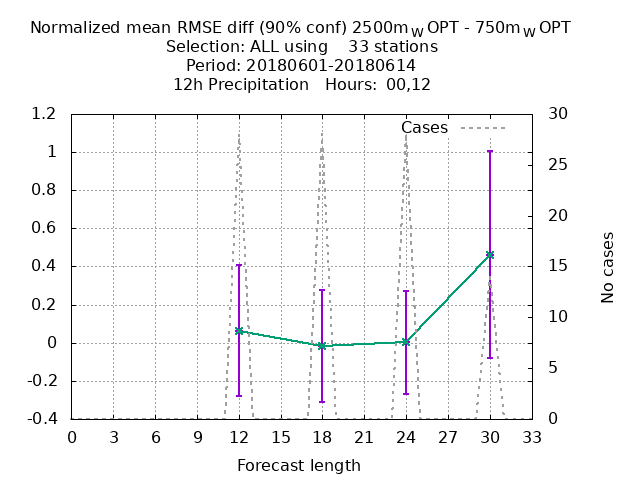 Normalized mean RMSE diff (90% conf) 2500m_W OPT - 750m_W OPT
Selection: ALL using 33 stations
Period: 20180601-20180614
12h Precipitation Hours: 00,12
Cases
1.2
1
0.8
0.6
0.4
0.2
0
-0.2
-0.4
30
25
20
15
10
5
0
No cases
0 3 6 9 12 15 18 21 24 27 30 33
Forecast length